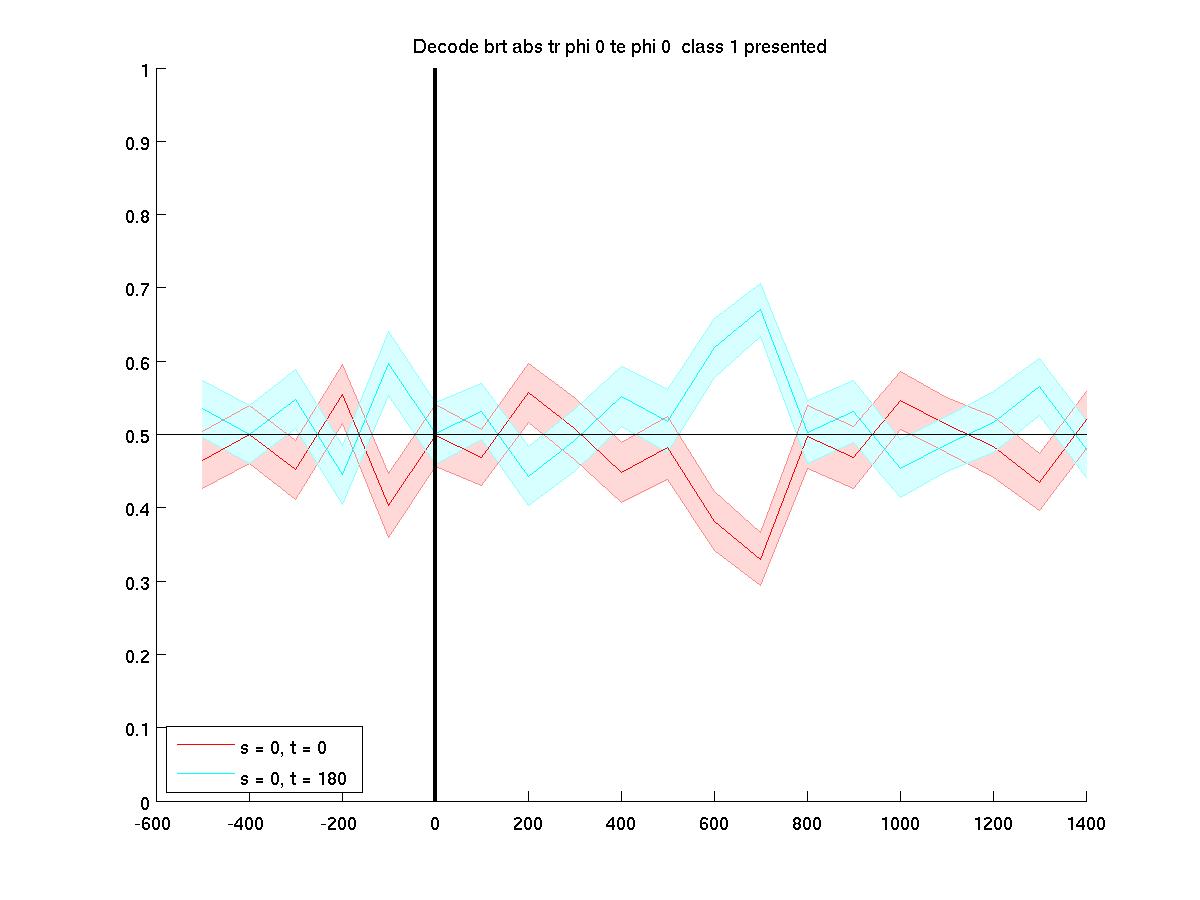 Decode brt abs tr phi 0 te phi 0  class 1 presented
1
0.9
0.8
0.7
0.6
0.5
0.4
0.3
0.2
0.1
0
s = 0, t = 0
s = 0, t = 180
-600 -400 -200 0 200 400 600 800 1000 1200 1400